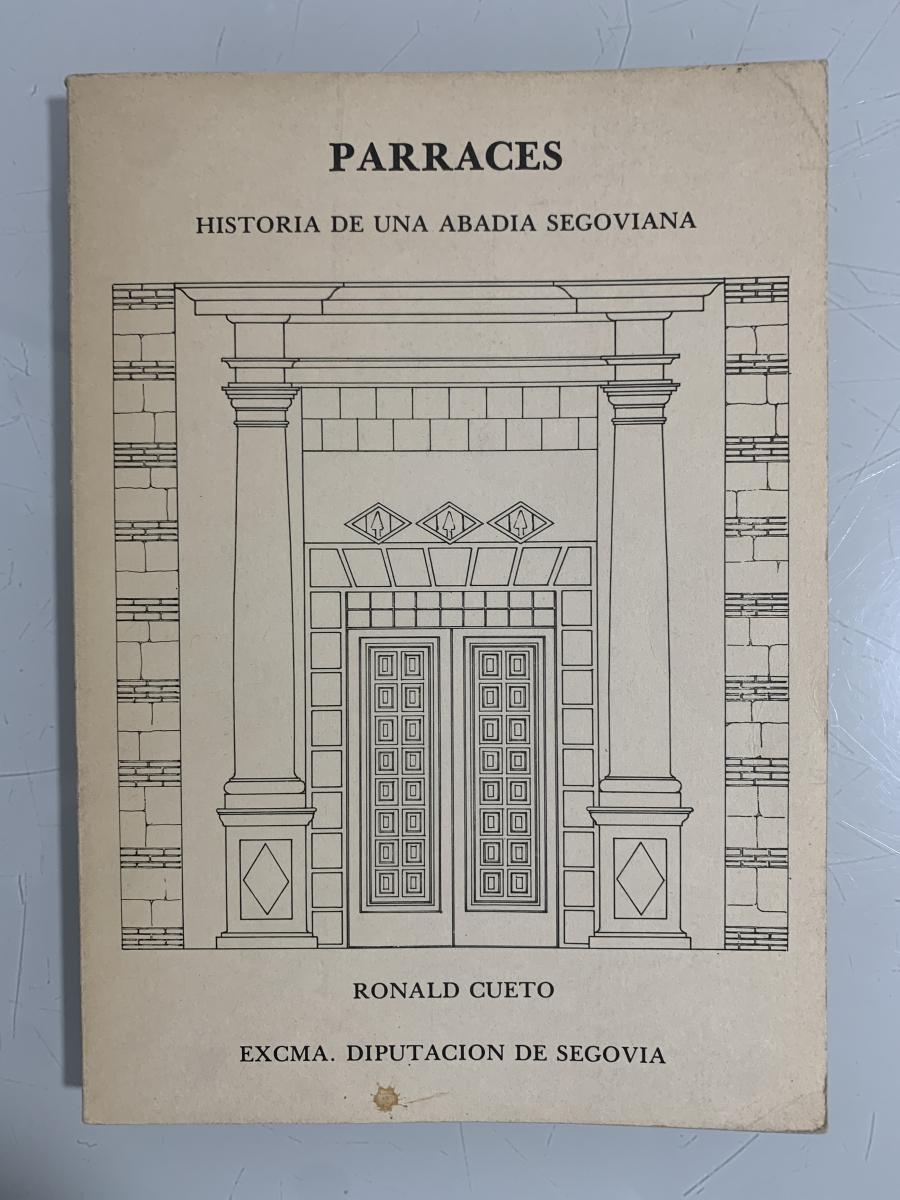 PARRACES
HISTORIA DE UNA ABADIA SEGOVIANA
RONALD CUETO
EXCMA. DIPUTACION DE SEGOVIA